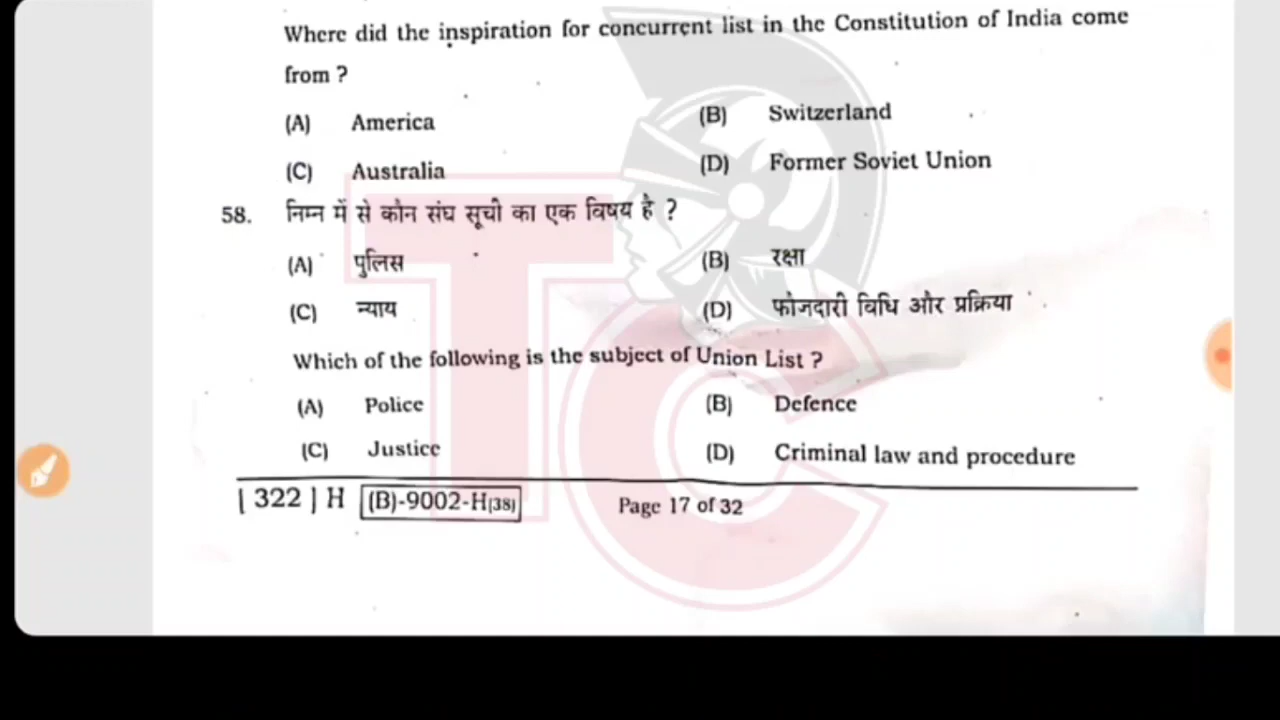 Where did the inspiration for concurrent list in the Constitution of India come
from ?
(A) America (B) Switzerland
(C) Australia (D) Former Soviet Union
58. निम्न में से कौन संघ सूची का एक विषय है ?
(A) पुलिस (B) रक्षा
(C) न्याय (D) फौजदारी विधि और प्रक्रिया
Which of the following is the subject of Union List ?
(A) Police (B) Defence
(C) Justice (D) Criminal law and procedure
[ 322 ] H (B)-9002-H(38) Page 17 of 32
TC